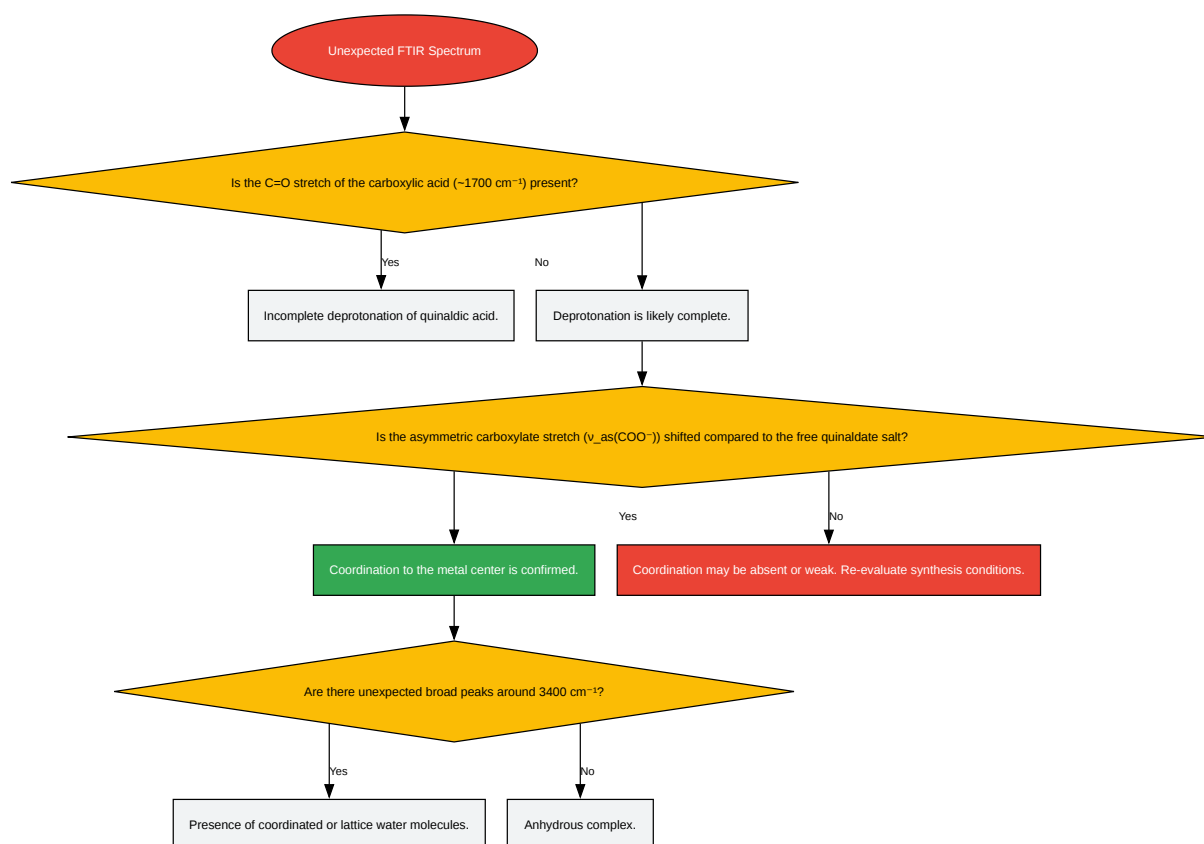 Unexpected FTIR Spectrum
Is the C=O stretch of the carboxylic acid (~1700 cm⁻¹) present?
Yes
No
Incomplete deprotonation of quinaldic acid.
Deprotonation is likely complete.
Is the asymmetric carboxylate stretch (ν_as(COO⁻)) shifted compared to the free quinaldate salt?
Yes
No
Coordination to the metal center is confirmed.
Coordination may be absent or weak. Re-evaluate synthesis conditions.
Are there unexpected broad peaks around 3400 cm⁻¹?
Yes
No
Presence of coordinated or lattice water molecules.
Anhydrous complex.